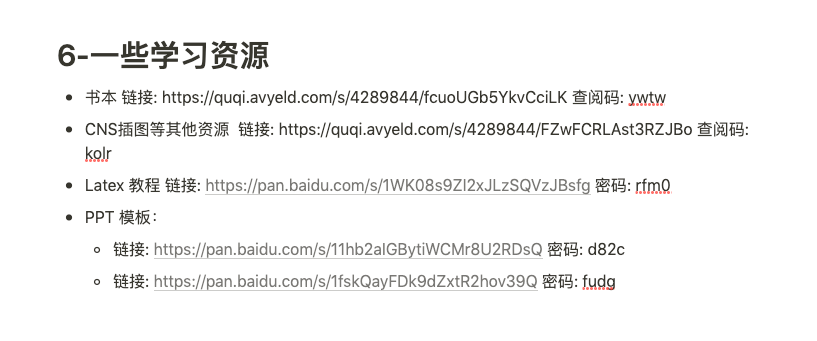 6-一些学习资源
书本 链接: https://quqi.avyeld.com/s/4289844/fcuoUGb5YkvCciLK 查阅码: ywtw
CNS插图等其他资源  链接: https://quqi.avyeld.com/s/4289844/FZwFCRLAst3RZJBo 查阅码:
kolr
Latex 教程 链接: https://pan.baidu.com/s/1WK08s9Zl2xJLzSQVzJBsfg 密码: rfm0
PPT 模板：
链接: https://pan.baidu.com/s/11hb2alGBytiWCMr8U2RDsQ 密码: d82c
链接: https://pan.baidu.com/s/1fskQayFDk9dZxtR2hov39Q 密码: fudg